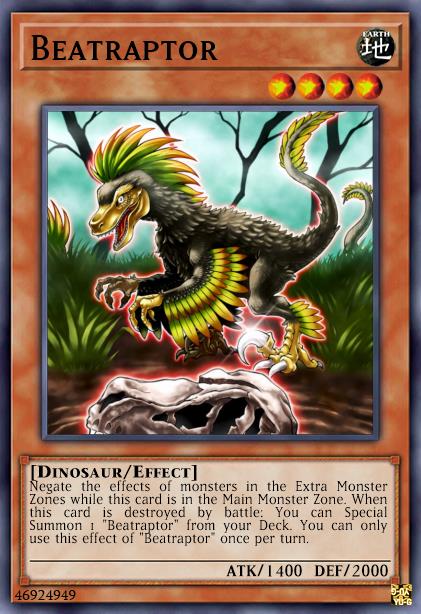 Beatraptor
EARTH
地
[Dinosaur/Effect]
Negate the effects of monsters in the Extra Monster
Zones while this card is in the Main Monster Zone. When
this card is destroyed by battle: You can Special
Summon 1 "Beatraptor" from your Deck. You can only
use this effect of "Beatraptor" once per turn.
ATK/1400 DEF/2000
46924949